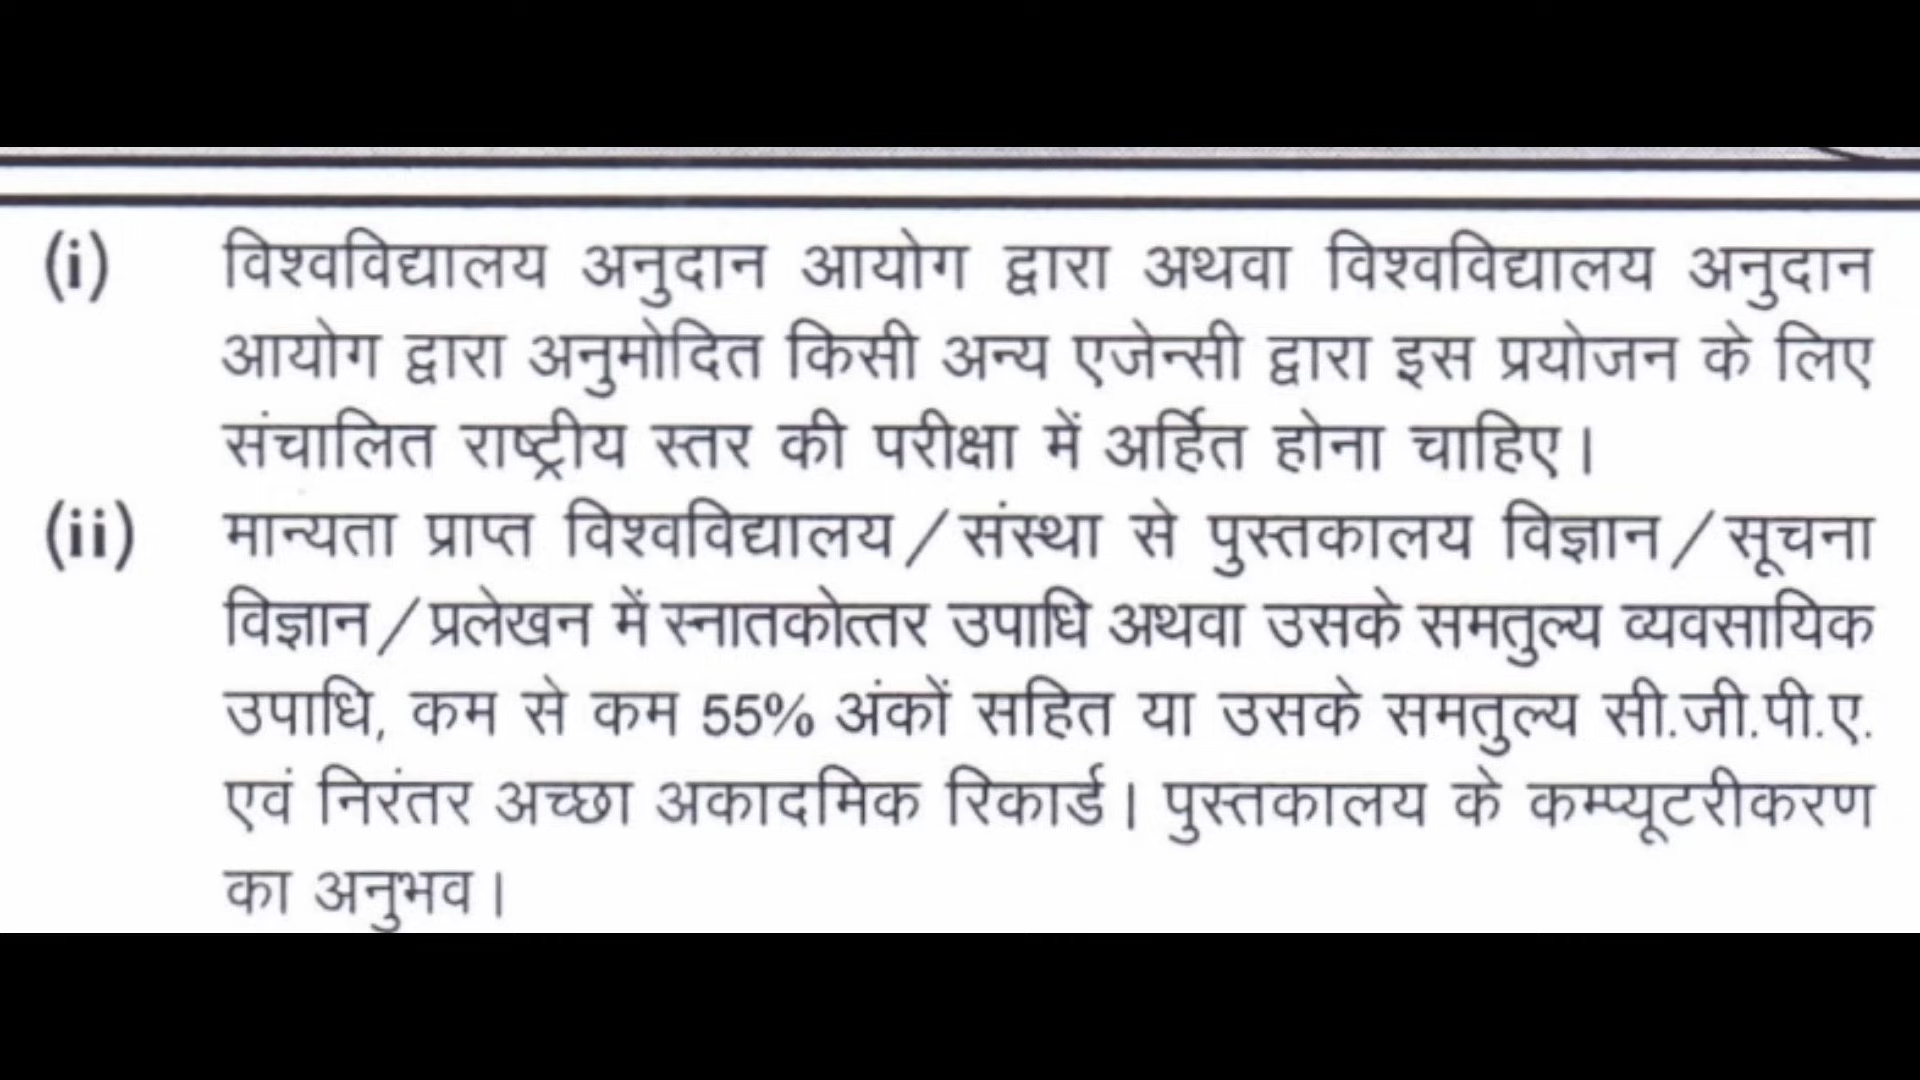 (i) विश्वविद्यालय अनुदान आयोग द्वारा अथवा विश्वविद्यालय अनुदान
आयोग द्वारा अनुमोदित किसी अन्य एजेन्सी द्वारा इस प्रयोजन के लिए
संचालित राष्ट्रीय स्तर की परीक्षा में अर्हित होना चाहिए।
(ii) मान्यता प्राप्त विश्वविद्यालय/संस्था से पुस्तकालय विज्ञान/सूचना
विज्ञान/प्रलेखन में स्नातकोत्तर उपाधि अथवा उसके समतुल्य व्यवसायिक
उपाधि, कम से कम 55% अंकों सहित या उसके समतुल्य सी.जी.पी.ए.
एवं निरंतर अच्छा अकादमिक रिकार्ड। पुस्तकालय के कम्प्यूटरीकरण
का अनुभव।